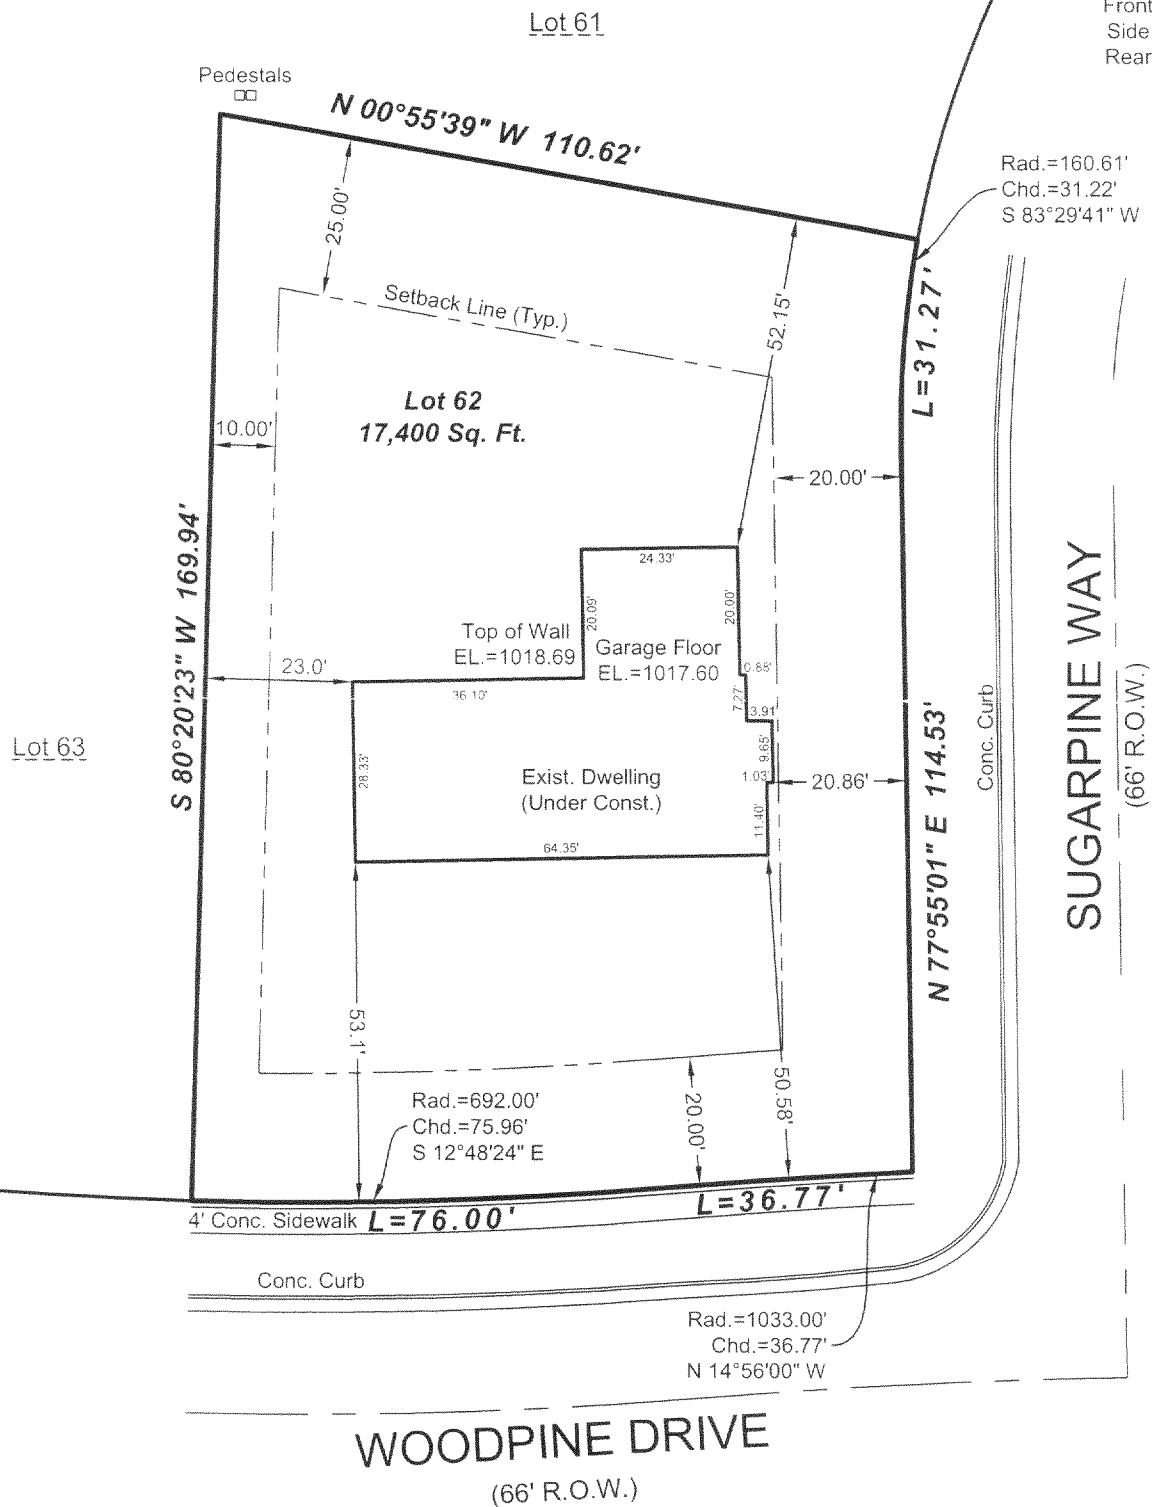 Lot 61
Front
Side
Rear
Pedestals
N 00°55'39" W 110.62'
Rad.=160.61'
Chd.=31.22'
S 83°29'41" W
25.00'
Setback Line (Typ.)
52.15'
L=31.27'
Lot 62
17,400 Sq. Ft.
10.00'
20.00'
S 80°20'23" W 169.94'
24.33'
20.09'
20.00'
Top of Wall
EL.=1018.69
Garage Floor
EL.=1017.60
23.0'
36.10'
0.88'
7.27'
3.91'
9.65'
1.03'
11.40'
20.86'
28.33'
Exist. Dwelling
(Under Const.)
64.35'
Lot 63
N 77°55'01" E 114.53'
Conc. Curb
SUGARPINE WAY
(66' R.O.W.)
53.1'
50.58'
20.00'
Rad.=692.00'
Chd.=75.96'
S 12°48'24" E
4' Conc. Sidewalk
L=76.00'
L=36.77'
Conc. Curb
Rad.=1033.00'
Chd.=36.77'
N 14°56'00" W
WOODPINE DRIVE
(66' R.O.W.)